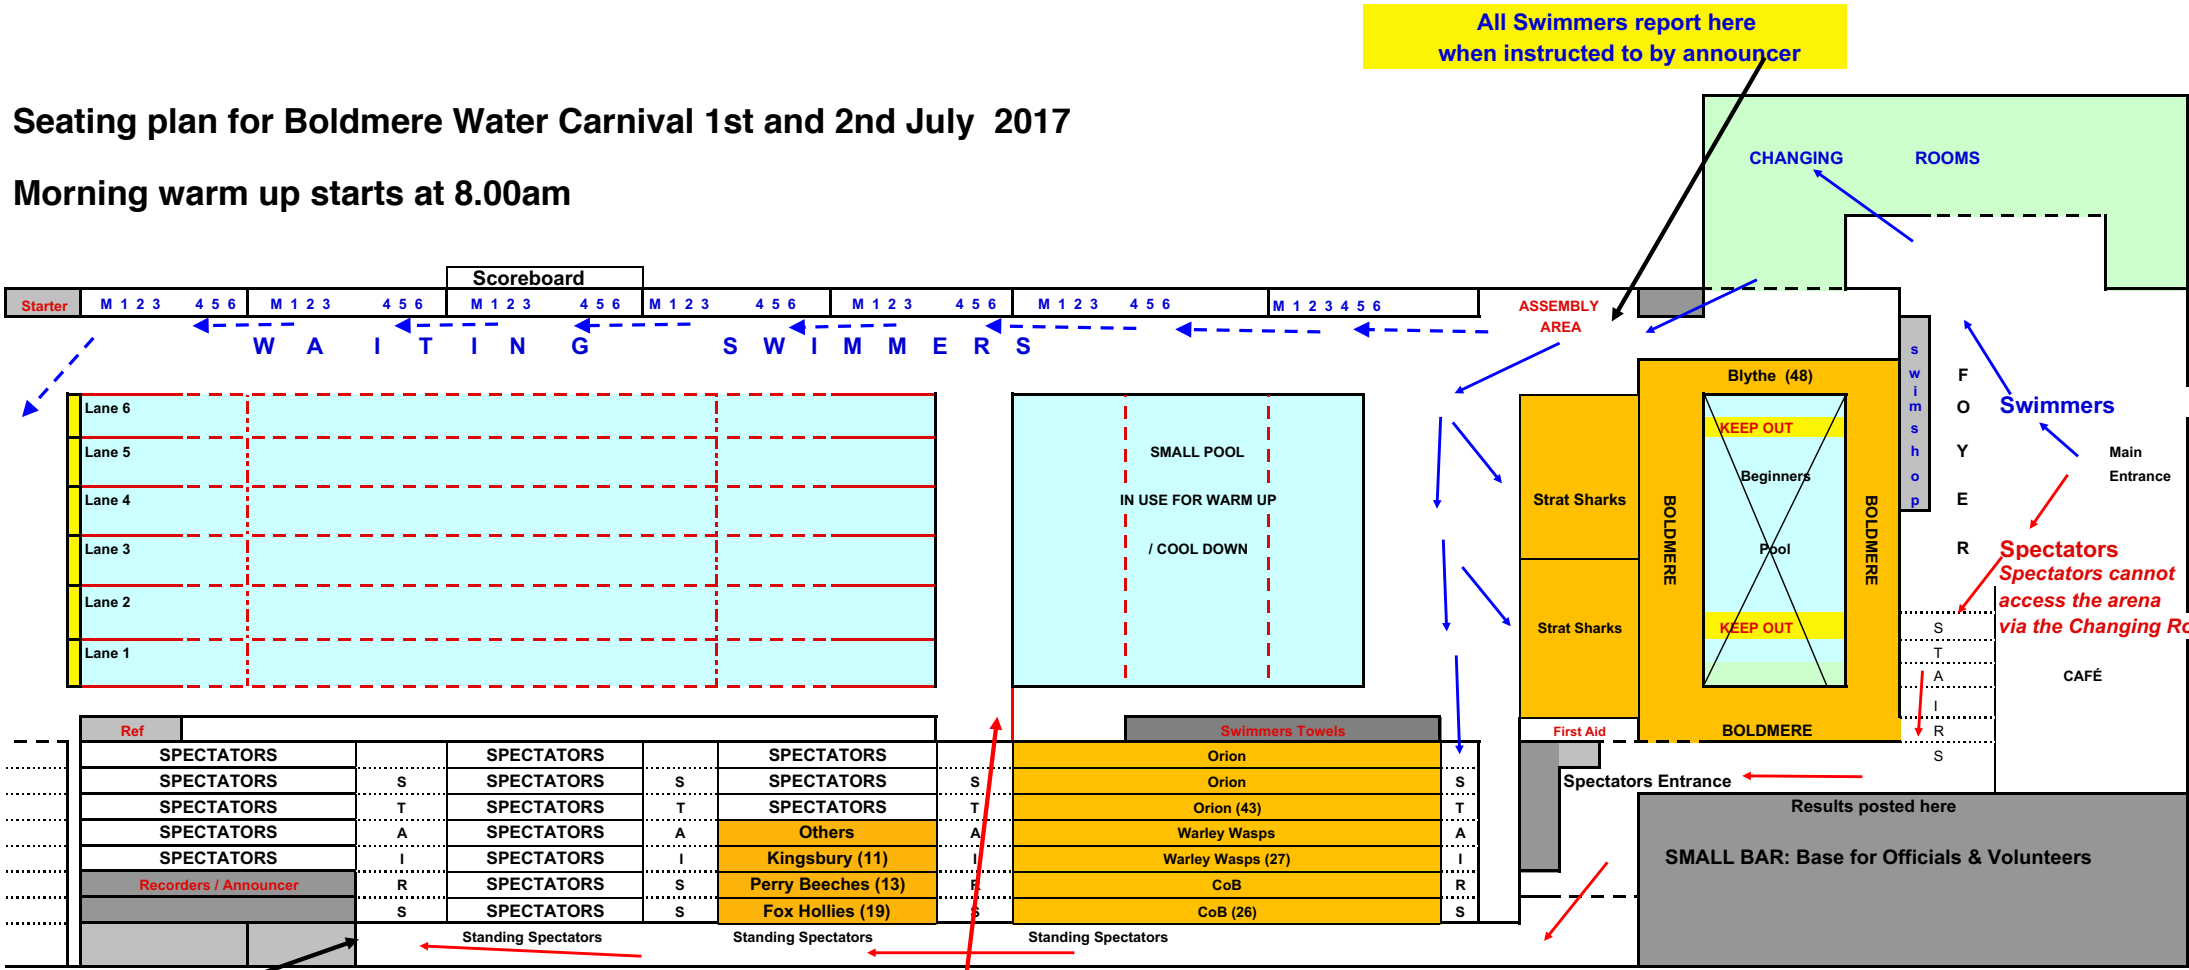 All Swimmers report here
when instructed to by announcer
Seating plan for Boldmere Water Carnival 1st and 2nd July 2017
Morning warm up starts at 8.00am
CHANGING ROOMS
Scoreboard
Starter M 1 2 3 4 5 6 M 1 2 3 4 5 6 M 1 2 3 4 5 6 M 1 2 3 4 5 6 M 1 2 3 4 5 6 M 1 2 3 4 5 6 M 1 2 3 4 5 6
ASSEMBLY
AREA
WAITING SWIMMERS
Lane 6
Lane 5
Lane 4
Lane 3
Lane 2
Lane 1
SMALL POOL
IN USE FOR WARM UP
/ COOL DOWN
Strat Sharks
Strat Sharks
Blythe (48)
KEEP OUT
Beginners
Pool
KEEP OUT
BOLDMERE
BOLDMERE
BOLDMERE
swimshop
FOYER
Swimmers
Main
Entrance
Spectators
Spectators cannot
access the arena
via the Changing Ro
STAIRS
CAFÉ
Ref
Swimmers Towels
First Aid
SPECTATORS SPECTATORS SPECTATORS Orion
SPECTATORS S SPECTATORS S SPECTATORS S Orion S
SPECTATORS T SPECTATORS T SPECTATORS T Orion (43) T
SPECTATORS A SPECTATORS A Others A Warley Wasps A
SPECTATORS I SPECTATORS I Kingsbury (11) I Warley Wasps (27) I
Recorders / Announcer R SPECTATORS S Perry Beeches (13) R CoB R
S SPECTATORS S Fox Hollies (19) S CoB (26) S
Standing Spectators Standing Spectators Standing Spectators
Spectators Entrance
Results posted here
SMALL BAR: Base for Officials & Volunteers